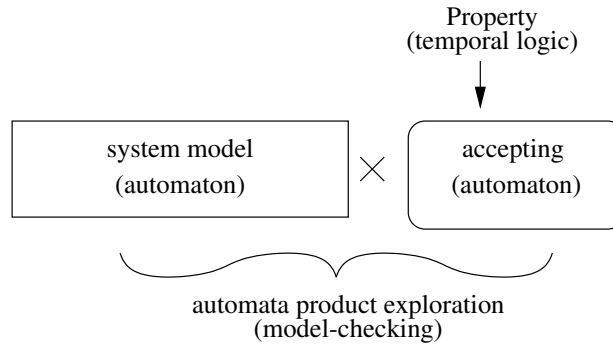 Property
(temporal logic)
system model
(automaton)
×
accepting
(automaton)
automata product exploration
(model-checking)